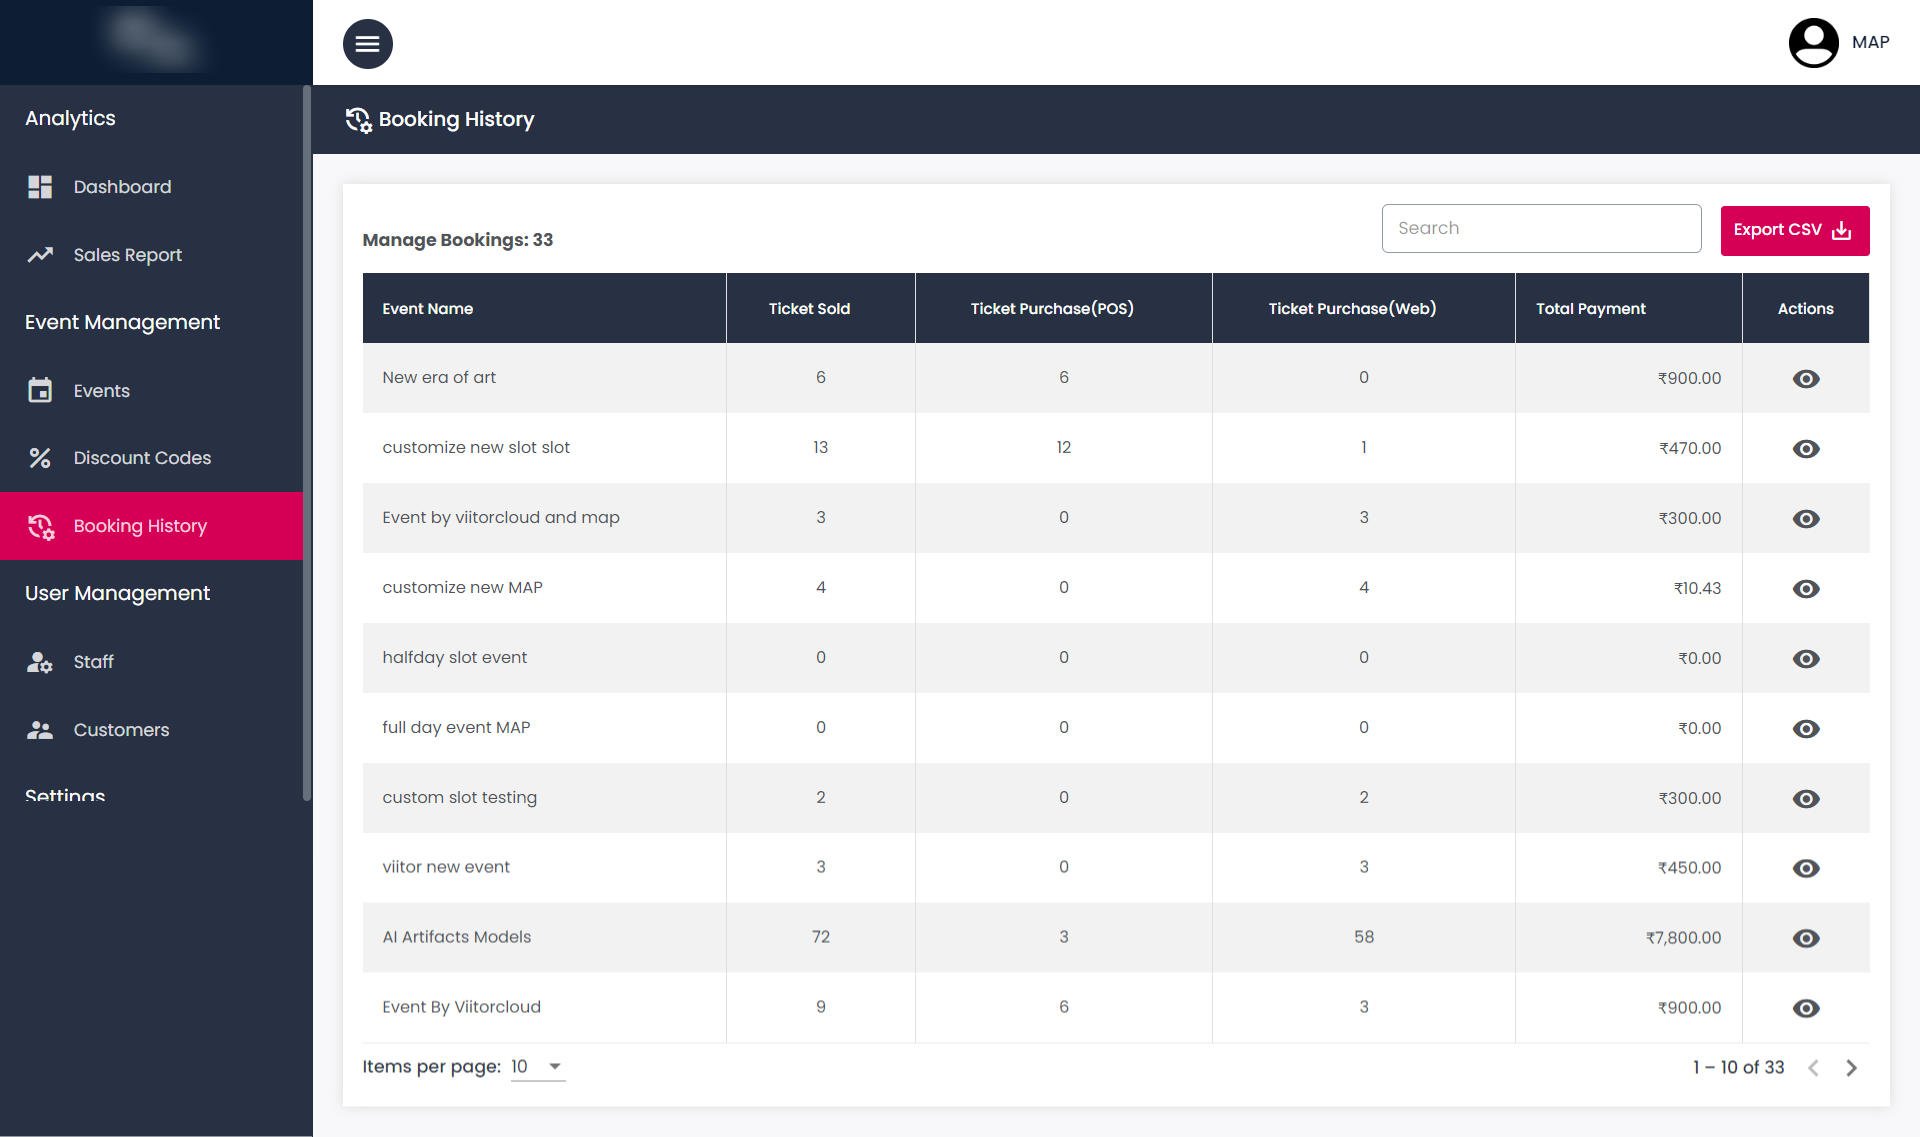 MAP
Analytics
Dashboard
Sales Report
Event Management
Events
Discount Codes
Booking History
User Management
Staff
Customers
Settings
Booking History
Manage Bookings: 33
Search
Export CSV
Event Name Ticket Sold Ticket Purchase(POS) Ticket Purchase(Web) Total Payment Actions
New era of art 6 6 0 ₹900.00
customize new slot slot 13 12 1 ₹470.00
Event by viitorcloud and map 3 0 3 ₹300.00
customize new MAP 4 0 4 ₹10.43
halfday slot event 0 0 0 ₹0.00
full day event MAP 0 0 0 ₹0.00
custom slot testing 2 0 2 ₹300.00
viitor new event 3 0 3 ₹450.00
AI Artifacts Models 72 3 58 ₹7,800.00
Event By Viitorcloud 9 6 3 ₹900.00
Items per page: 10
1 – 10 of 33